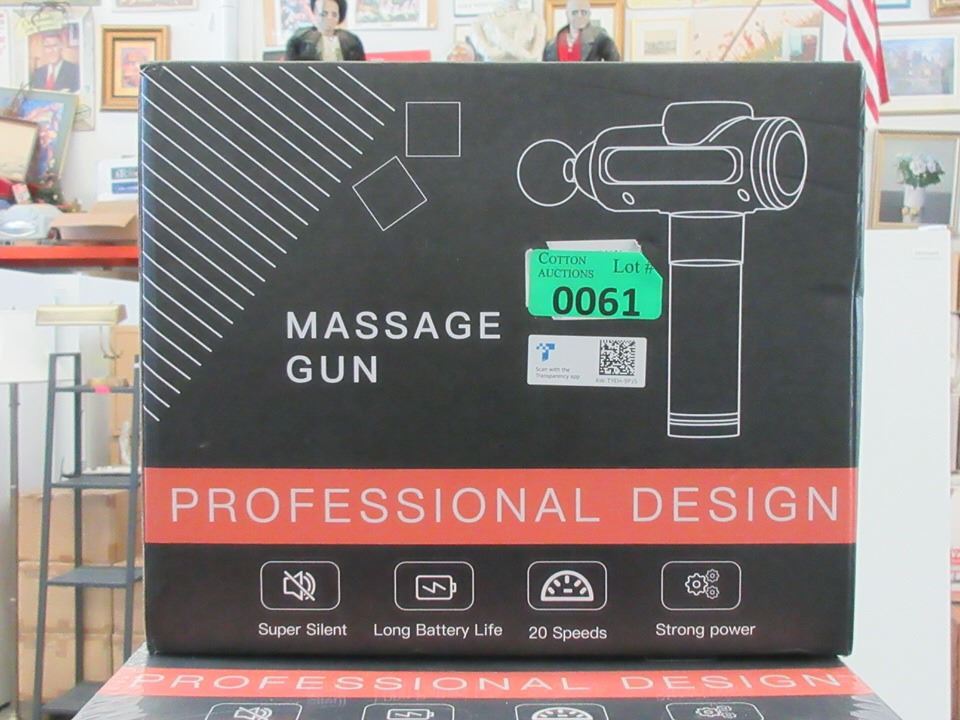 COTTON
AUCTIONS
Lot #
0061
MASSAGE
GUN
Scan with the
Transparency app
PROFESSIONAL DESIGN
Super Silent
Long Battery Life
20 Speeds
Strong power
PROFESSIONAL DESIGN